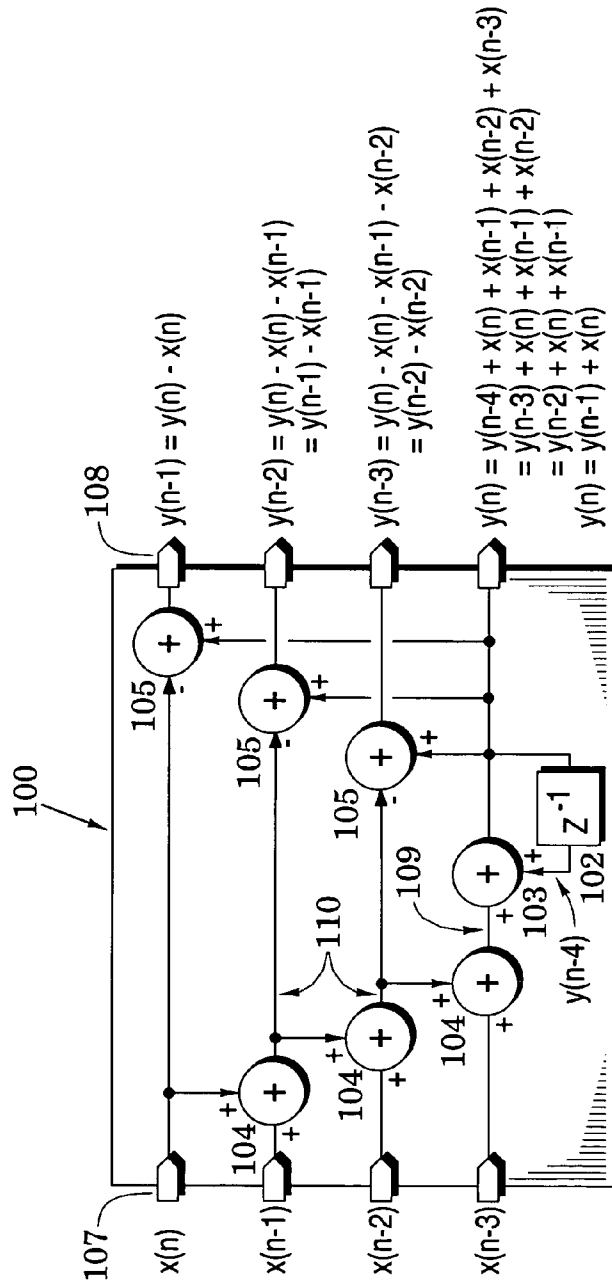 100
107
108
x(n)
105
+
-
+
y(n-1) = y(n) - x(n)
x(n-1)
+
+
+
104
110
105
+
-
+
y(n-2) = y(n) - x(n) - x(n-1)
= y(n-1) - x(n-1)
x(n-2)
+
+
+
104
105
+
-
+
y(n-3) = y(n) - x(n) - x(n-1) - x(n-2)
= y(n-2) - x(n-2)
x(n-3)
+
+
+
104
109
+
+
+
103
y(n-4)
Z-1
102
y(n) = y(n-4) + x(n) + x(n-1) + x(n-2) + x(n-3)
= y(n-3) + x(n) + x(n-1) + x(n-2)
= y(n-2) + x(n) + x(n-1)
y(n) = y(n-1) + x(n)